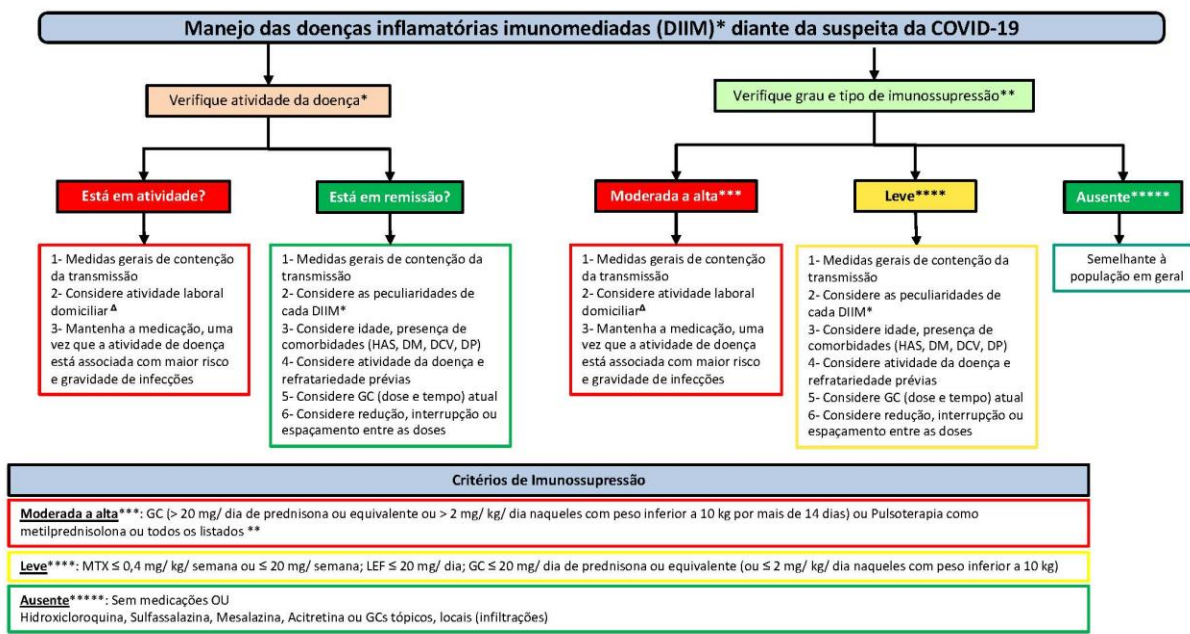 Manejo das doenças inflamatórias imunomediadas (DIIM)* diante da suspeita da COVID-19
Verifique atividade da doença*
Verifique grau e tipo de imunossupressão**
Está em atividade?
Está em remissão?
Moderada a alta***
Leve****
Ausente*****
1- Medidas gerais de contenção
da transmissão
2- Considere atividade laboral
domiciliarΔ
3- Mantenha a medicação, uma
vez que a atividade de doença
está associada com maior risco
e gravidade de infecções
1- Medidas gerais de contenção da
transmissão
2- Considere as peculiaridades de
cada DIIM*
3- Considere idade, presença de
comorbidades (HAS, DM, DCV, DP)
4- Considere atividade da doença e
refratariedade prévias
5- Considere GC (dose e tempo) atual
6- Considere redução, interrupção ou
espaçamento entre as doses
1- Medidas gerais de contenção
da transmissão
2- Considere atividade laboral
domiciliarΔ
3- Mantenha a medicação, uma
vez que a atividade de doença
está associada com maior risco
e gravidade de infecções
1- Medidas gerais de contenção da
transmissão
2- Considere as peculiaridades de
cada DIIM*
3- Considere idade, presença de
comorbidades (HAS, DM, DCV, DP)
4- Considere atividade da doença e
refratariedade prévias
5- Considere GC (dose e tempo) atual
6- Considere redução, interrupção ou
espaçamento entre as doses
Semelhante à
população em geral
Critérios de Imunossupressão
Moderada a alta***: GC (> 20 mg/ dia de prednisona ou equivalente ou > 2 mg/ kg/ dia naqueles com peso inferior a 10 kg por mais de 14 dias) ou Pulsoterapia como
metilprednisolona ou todos os listados **
Leve****: MTX ≤ 0,4 mg/ kg/ semana ou ≤ 20 mg/ semana; LEF ≤ 20 mg/ dia; GC ≤ 20 mg/ dia de prednisona ou equivalente (ou ≤ 2 mg/ kg/ dia naqueles com peso inferior a 10 kg)
Ausente*****: Sem medicações OU
Hidroxicloroquina, Sulfassalazina, Mesalazina, Acitretina ou GCs tópicos, locais (infiltrações)